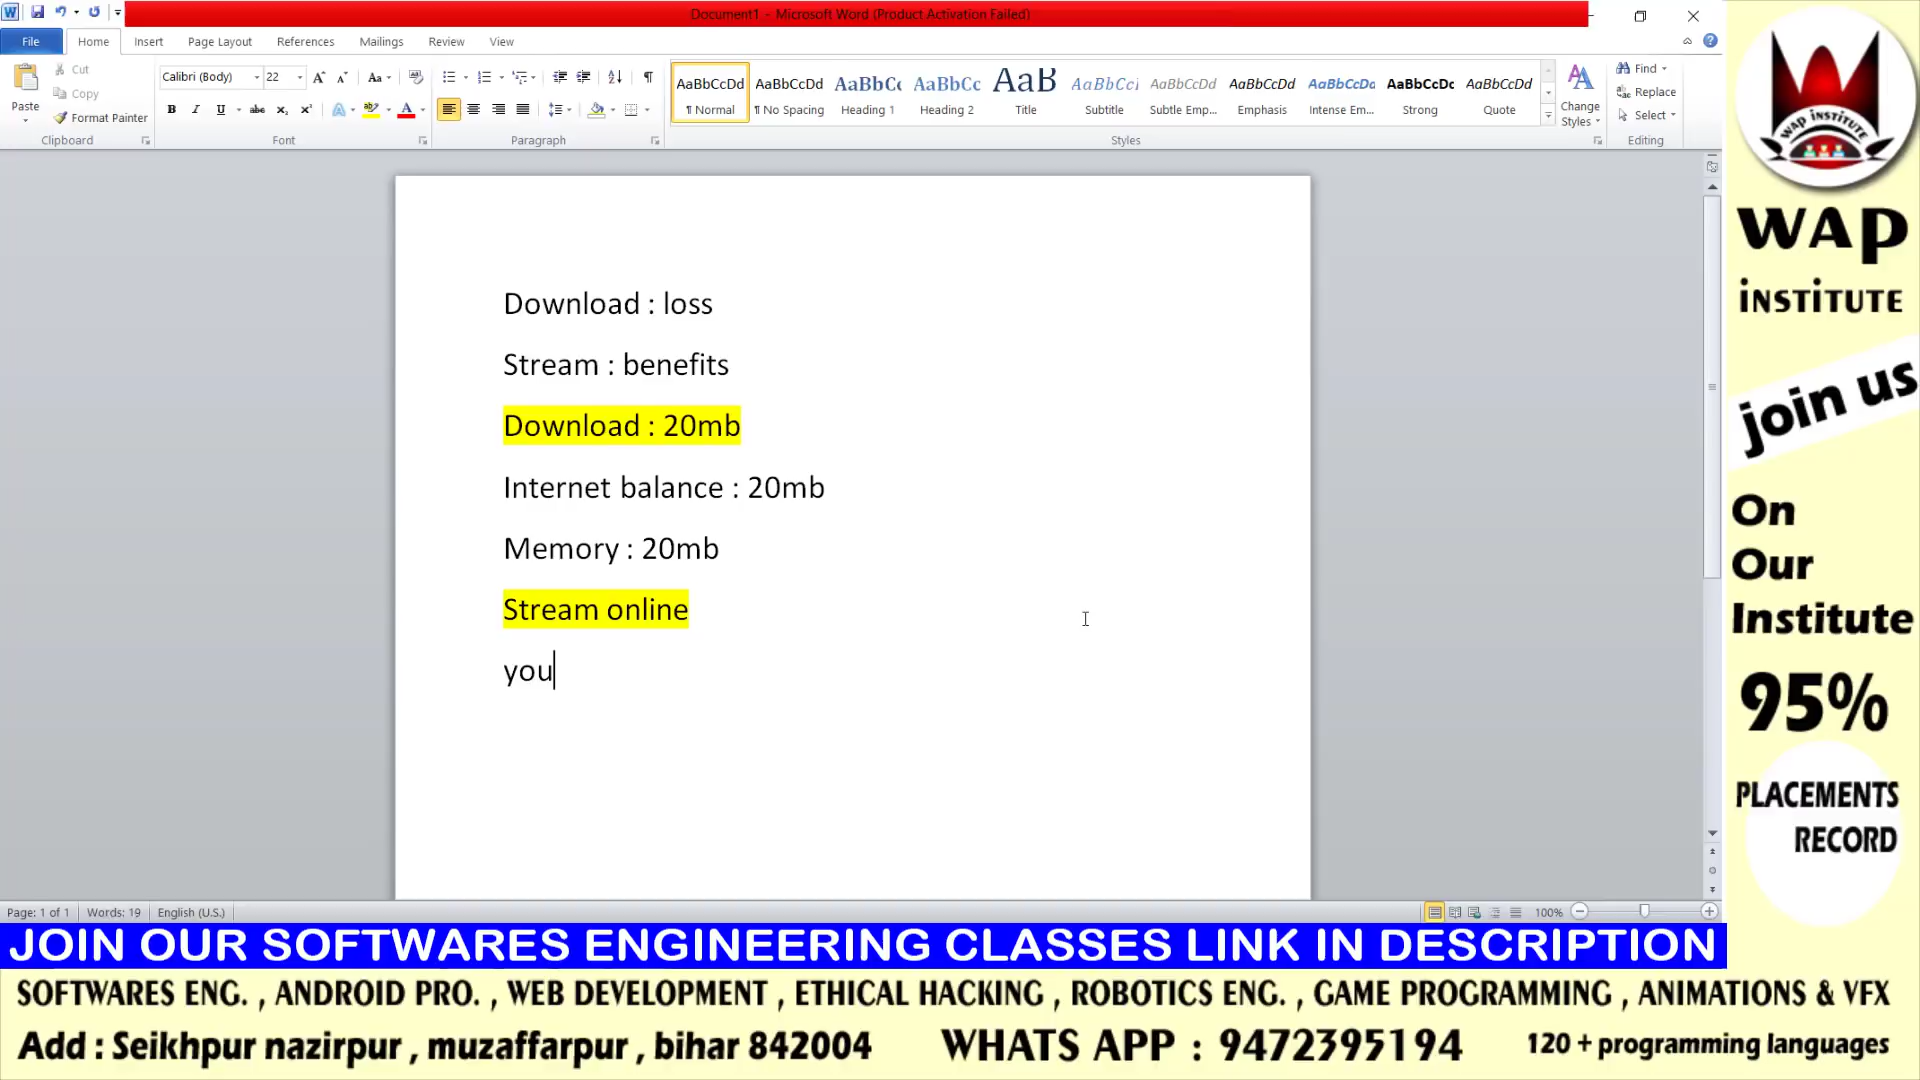 Document1 - Microsoft Word (Product Activation Failed)
File Home Insert Page Layout References Mailings Review View
Paste
Cut
Copy
Format Painter
Clipboard
Calibri (Body) 22
Font
Paragraph
AaBbCcDd AaBbCcDd AaBbCc AaBbCc AaB AaBbCcI AaBbCcDd AaBbCcDd AaBbCcDc AaBbCcDc AaBbCcDd
¶ Normal ¶ No Spacing Heading 1 Heading 2 Title Subtitle Subtle Emp... Emphasis Intense Em... Strong Quote
Styles
Change
Styles
Find
Replace
Select
Editing
Download : loss
Stream : benefits
Download : 20mb
Internet balance : 20mb
Memory : 20mb
Stream online
you
Page: 1 of 1 Words: 19 English (U.S.) 100%
WAP INSTITUTE
WAP
INSTITUTE
join us
On
Our
Institute
95%
PLACEMENTS
RECORD
JOIN OUR SOFTWARES ENGINEERING CLASSES LINK IN DESCRIPTION
SOFTWARES ENG. , ANDROID PRO. , WEB DEVELOPMENT , ETHICAL HACKING , ROBOTICS ENG. , GAME PROGRAMMING , ANIMATIONS & VFX
Add : Seikhpur nazirpur , muzaffarpur , bihar 842004 WHATS APP : 9472395194 120 + programming languages